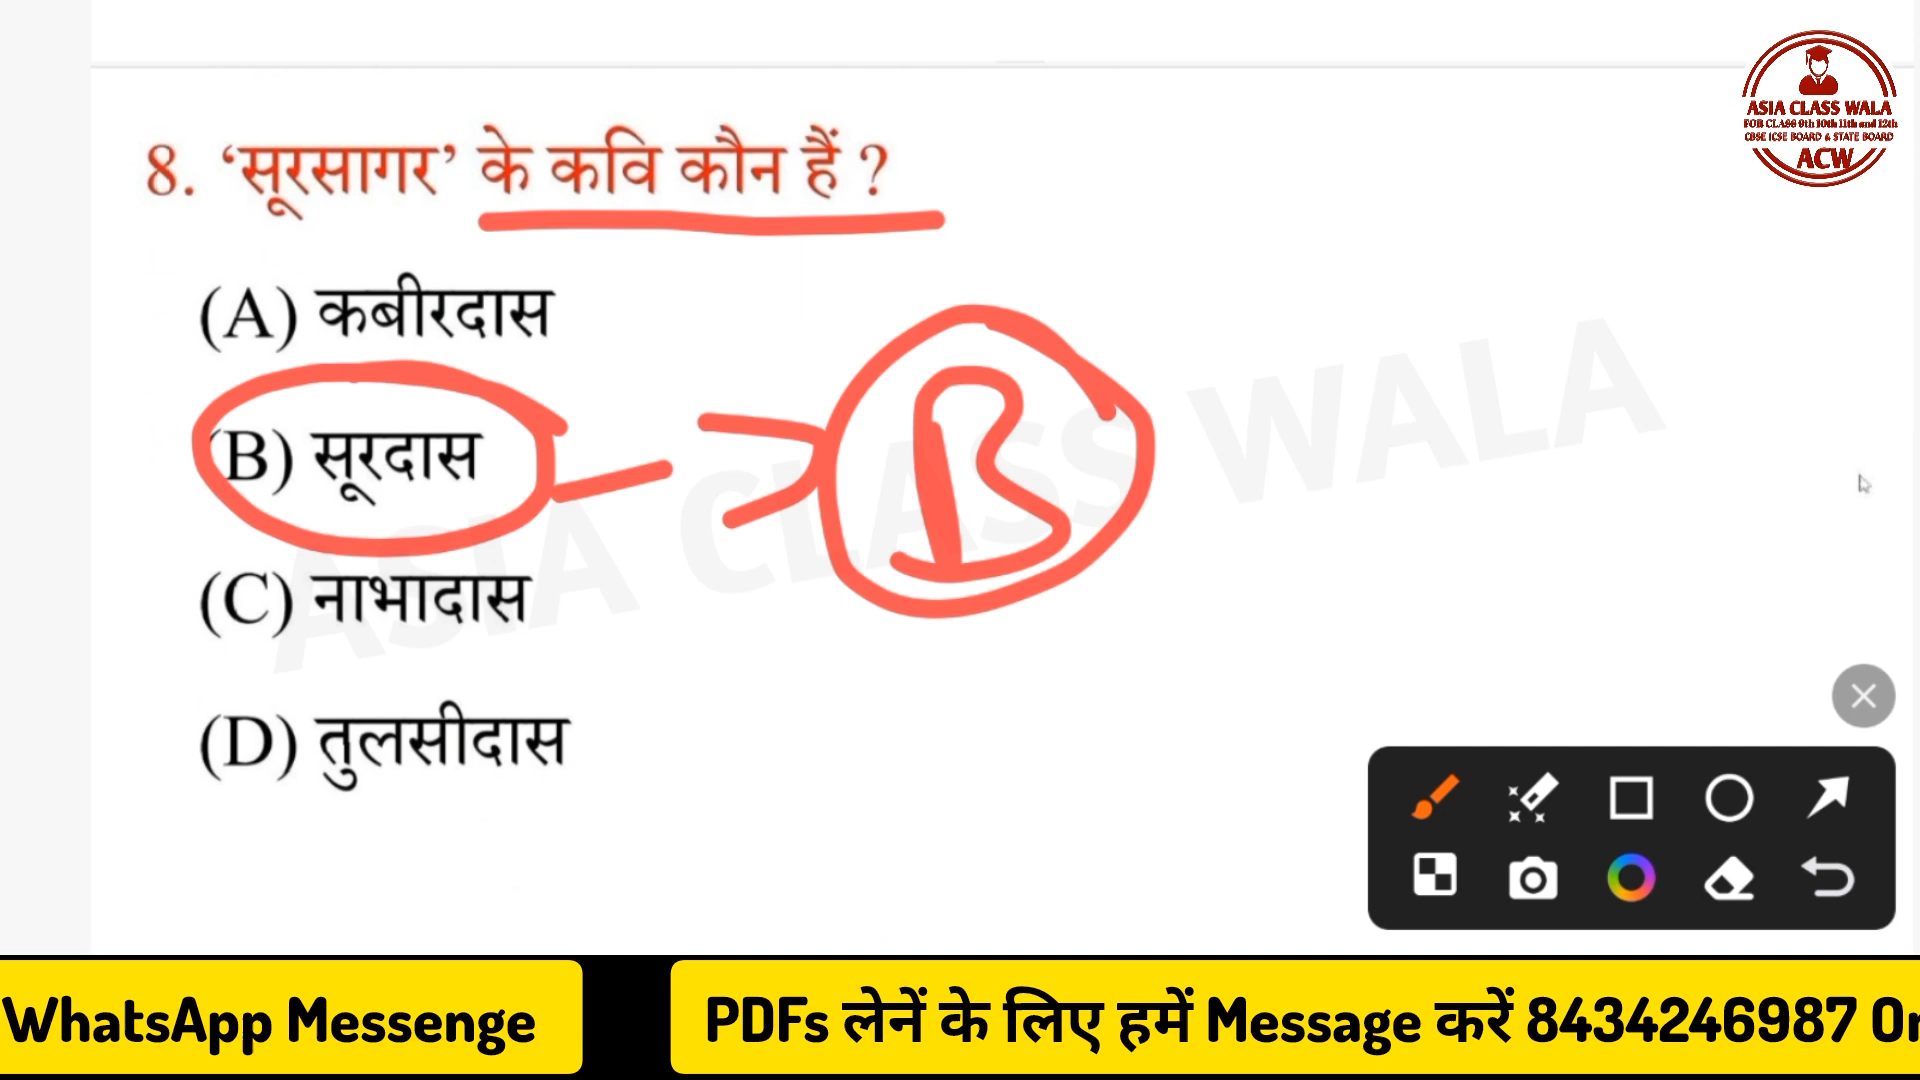 ASIA CLASS WALA
FOR CLASS 9th 10th 11th and 12th
CBSE ICSE BOARD & STATE BOARD
ACW
8. ‘सूरसागर’ के कवि कौन हैं ?
(A) कबीरदास
(B) सूरदास
B
(C) नाभादास
(D) तुलसीदास
ASIA CLASS WALA
WhatsApp Messenge
PDFs लेनें के लिए हमें Message करें 8434246987 On